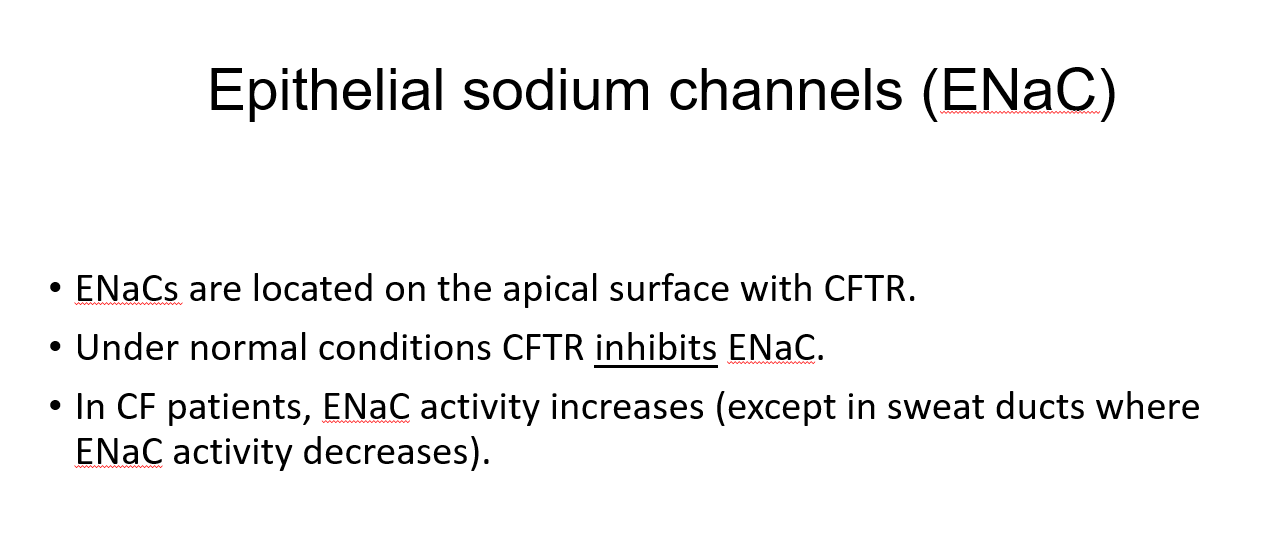 Epithelial sodium channels (ENaC)
• ENaCs are located on the apical surface with CFTR.
• Under normal conditions CFTR inhibits ENaC.
• In CF patients, ENaC activity increases (except in sweat ducts where
ENaC activity decreases).